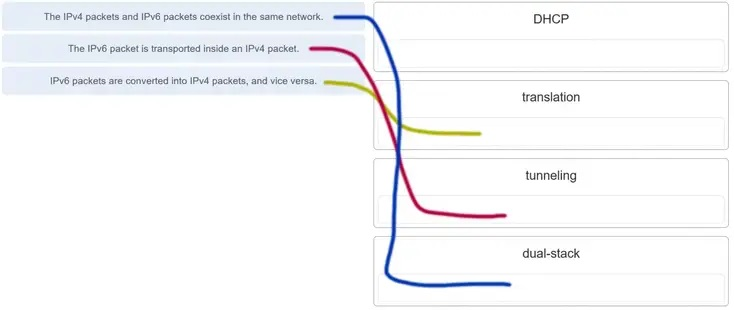 The IPv4 packets and IPv6 packets coexist in the same network.
The IPv6 packet is transported inside an IPv4 packet.
IPv6 packets are converted into IPv4 packets, and vice versa.
DHCP
translation
tunneling
dual-stack